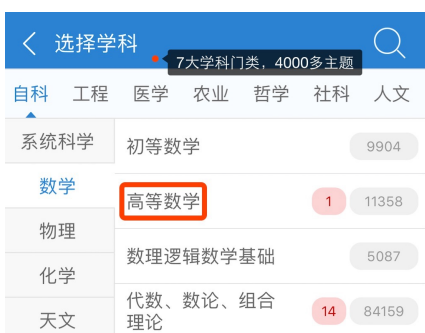 选择学科
7大学科门类，4000多主题
自科 工程 医学 农业 哲学 社科 人文
系统科学
初等数学 9904
数学
高等数学 1 11358
物理
数理逻辑数学基础 5087
化学
代数、数论、组合
理论 14 84159
天文